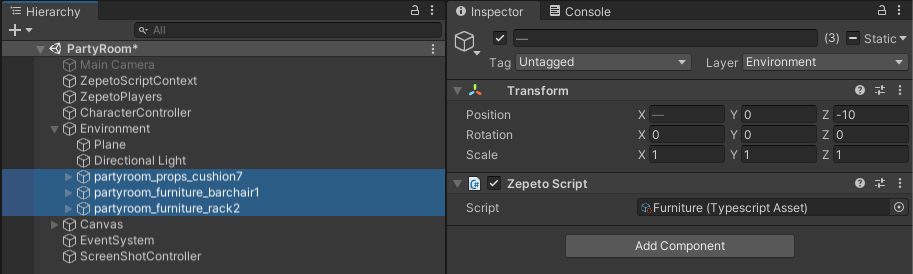 Hierarchy
All
PartyRoom*
Main Camera
ZepetoScriptContext
ZepetoPlayers
CharacterController
Environment
Plane
Directional Light
partyroom_props_cushion7
partyroom_furniture_barchair1
partyroom_furniture_rack2
Canvas
EventSystem
ScreenShotController
Inspector Console
— (3) Static
Tag Untagged Layer Environment
Transform
Position X — Y 0 Z -10
Rotation X 0 Y 0 Z 0
Scale X 1 Y 1 Z 1
Zepeto Script
Script Furniture (Typescript Asset)
Add Component